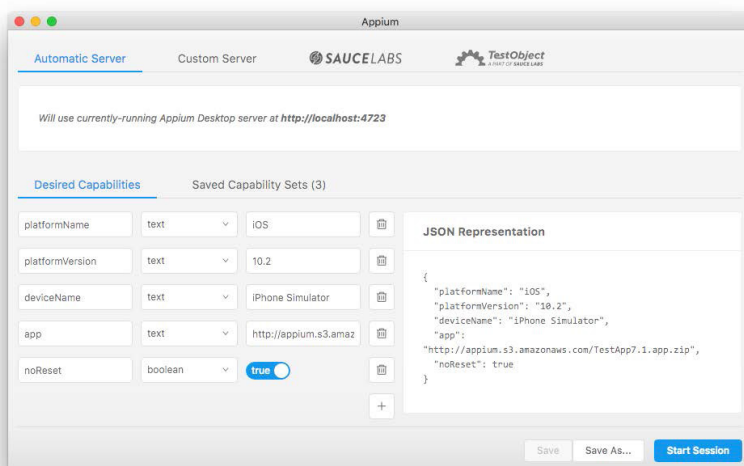 Appium
Automatic Server
Custom Server
SAUCELABS
TestObject
A PART OF SAUCE LABS
Will use currently-running Appium Desktop server at http://localhost:4723
Desired Capabilities
Saved Capability Sets (3)
platformName text iOS
platformVersion text 10.2
deviceName text iPhone Simulator
app text http://appium.s3.amaz
noReset boolean true
+
JSON Representation
{
"platformName": "iOS",
"platformVersion": "10.2",
"deviceName": "iPhone Simulator",
"app":
"http://appium.s3.amazonaws.com/TestApp7.1.app.zip",
"noReset": true
}
Save
Save As...
Start Session